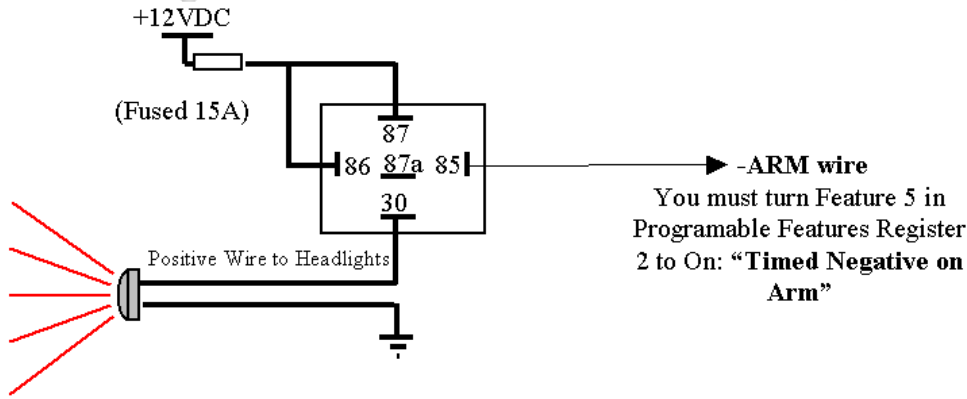 +12VDC
(Fused 15A)
87
86 87a 85
30
-ARM wire
You must turn Feature 5 in
Programable Features Register
2 to On: “Timed Negative on
Arm”
Positive Wire to Headlights